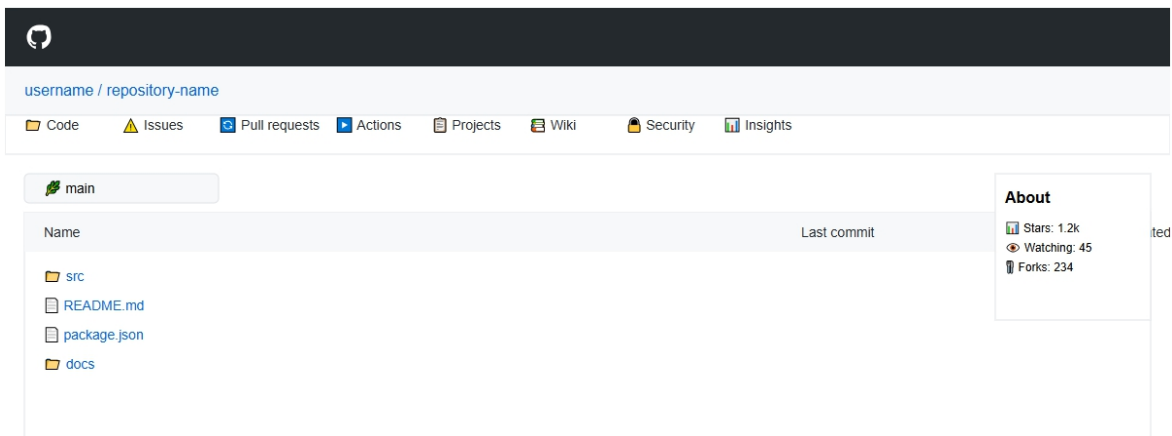 username / repository-name
Code Issues Pull requests Actions Projects Wiki Security Insights
main
Name Last commit
About
Stars: 1.2k
Watching: 45
Forks: 234
src
README.md
package.json
docs